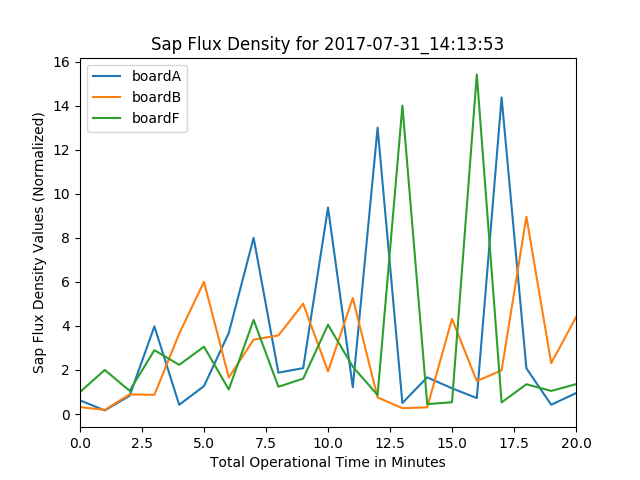 Sap Flux Density for 2017-07-31_14:13:53
Sap Flux Density Values (Normalized)
16
14
12
10
8
6
4
2
0
boardA
boardB
boardF
0.0 2.5 5.0 7.5 10.0 12.5 15.0 17.5 20.0
Total Operational Time in Minutes